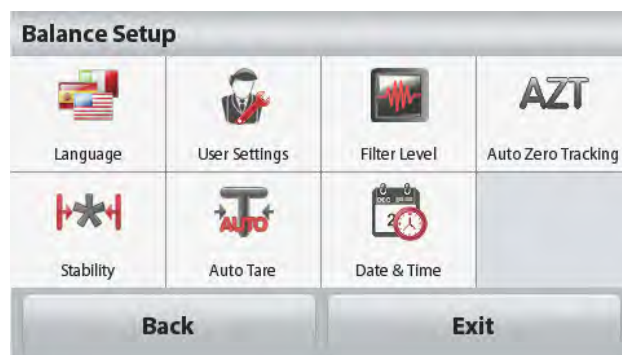 Balance Setup
AZT
Language
User Settings
Filter Level
Auto Zero Tracking
AUTO
Stability
Auto Tare
Date & Time
Back
Exit